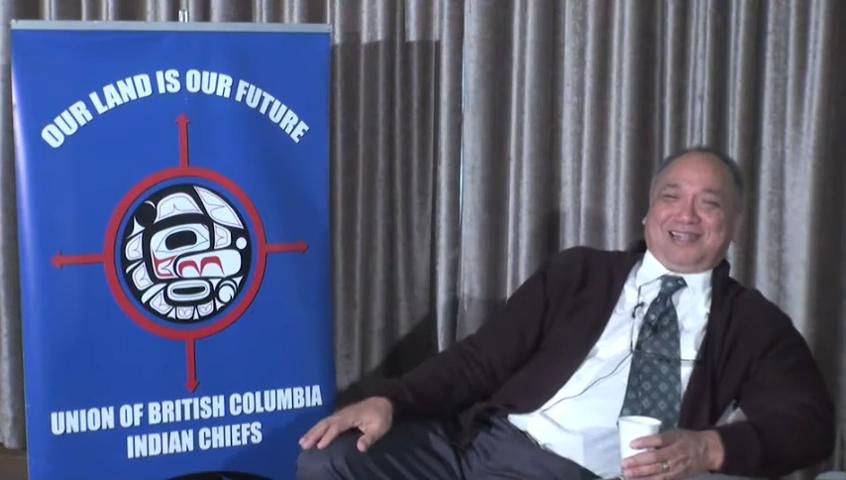 OUR LAND IS OUR FUTURE
UNION OF BRITISH COLUMBIA
INDIAN CHIEFS